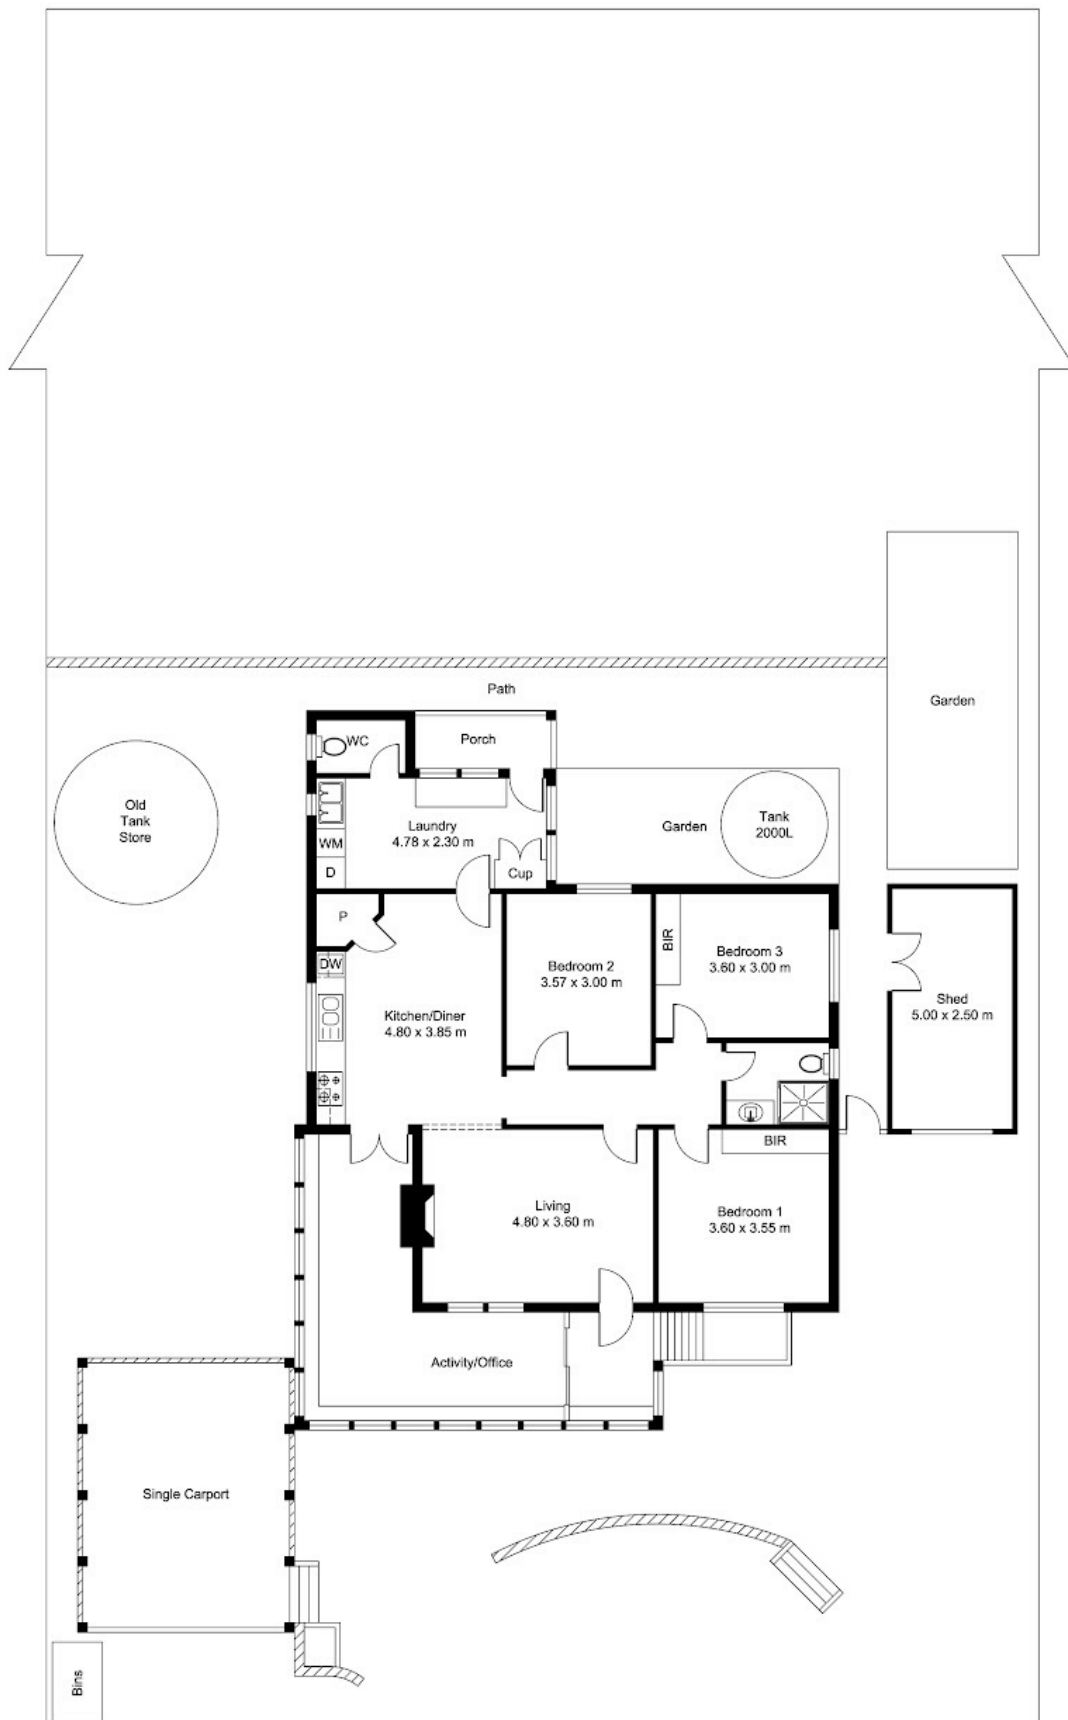 Path
Garden
WC
Porch
Old
Tank
Store
Laundry
4.78 x 2.30 m
WM
D
Cup
Garden
Tank
2000L
P
DW
Kitchen/Diner
4.80 x 3.85 m
Bedroom 2
3.57 x 3.00 m
BIR
Bedroom 3
3.60 x 3.00 m
Shed
5.00 x 2.50 m
BIR
Living
4.80 x 3.60 m
Bedroom 1
3.60 x 3.55 m
Activity/Office
Single Carport
Bins